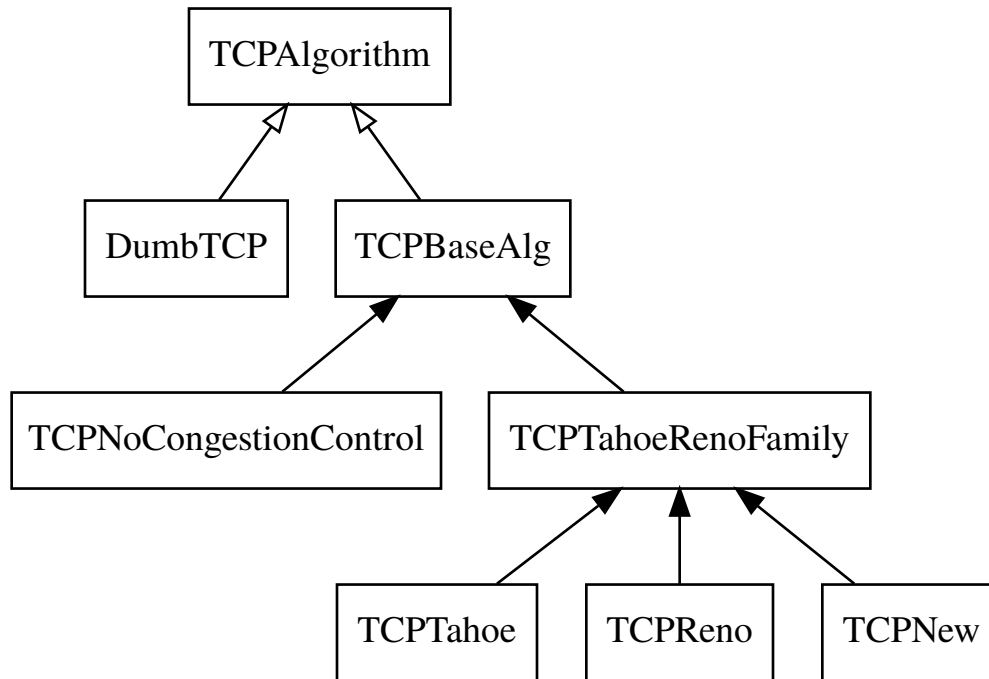 TCPAlgorithm
DumbTCP
TCPBaseAlg
TCPNoCongestionControl
TCPTahoeRenoFamily
TCPTahoe
TCPReno
TCPNew